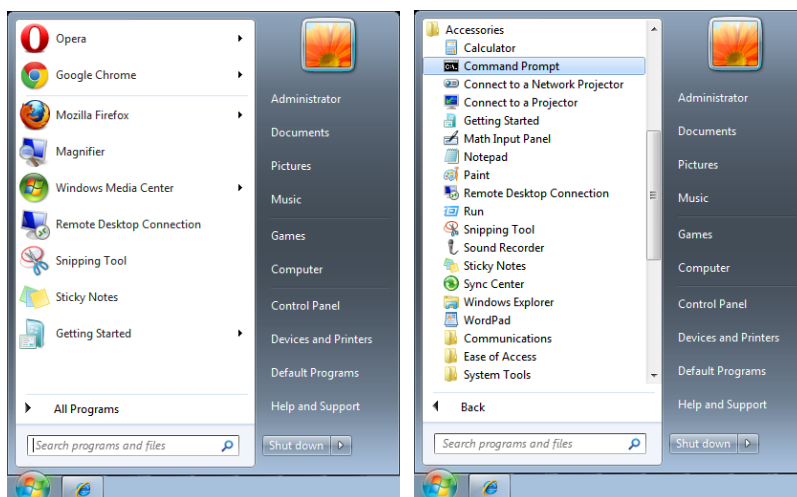 Opera
Google Chrome
Mozilla Firefox
Magnifier
Windows Media Center
Remote Desktop Connection
Snipping Tool
Sticky Notes
Getting Started
All Programs
Search programs and files
Administrator
Documents
Pictures
Music
Games
Computer
Control Panel
Devices and Printers
Default Programs
Help and Support
Shut down
Accessories
Calculator
Command Prompt
Connect to a Network Projector
Connect to a Projector
Getting Started
Math Input Panel
Notepad
Paint
Remote Desktop Connection
Run
Snipping Tool
Sound Recorder
Sticky Notes
Sync Center
Windows Explorer
WordPad
Communications
Ease of Access
System Tools
Back
Search programs and files
Administrator
Documents
Pictures
Music
Games
Computer
Control Panel
Devices and Printers
Default Programs
Help and Support
Shut down